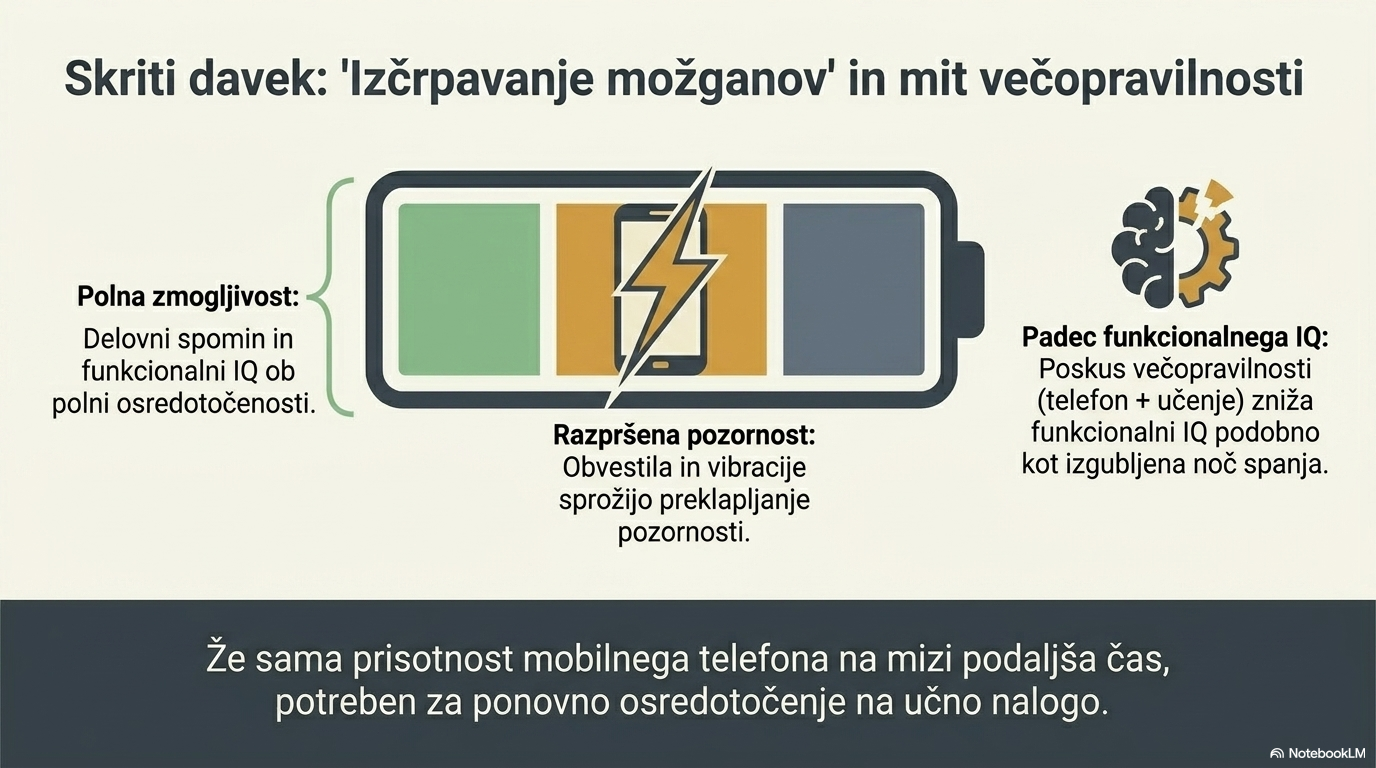 Skriti davek: 'Izčrpavanje možganov' in mit večopravilnosti
Polna zmogljivost:
Delovni spomin in
funkcionalni IQ ob
polni osredotočenosti.
Razpršena pozornost:
Obvestila in vibracije
sprožijo preklapljanje
pozornosti.
Padec funkcionalnega IQ:
Poskus večopravilnosti
(telefon + učenje) zniža
funkcionalni IQ podobno
kot izgubljena noč spanja.
Že sama prisotnost mobilnega telefona na mizi podaljša čas,
potreben za ponovno osredotočenje na učno nalogo.
NotebookLM